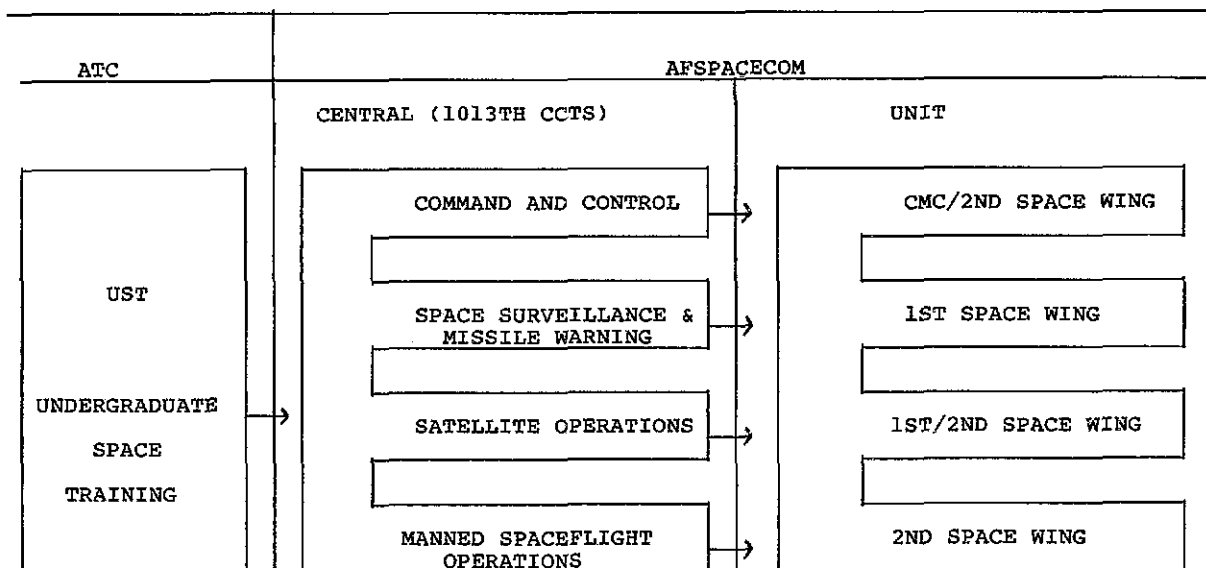 ATC
AFSPACECOM
CENTRAL (1013TH CCTS)
UNIT
UST
UNDERGRADUATE
SPACE
TRAINING
COMMAND AND CONTROL
SPACE SURVEILLANCE &
MISSILE WARNING
SATELLITE OPERATIONS
MANNED SPACEFLIGHT
OPERATIONS
CMC/2ND SPACE WING
1ST SPACE WING
1ST/2ND SPACE WING
2ND SPACE WING